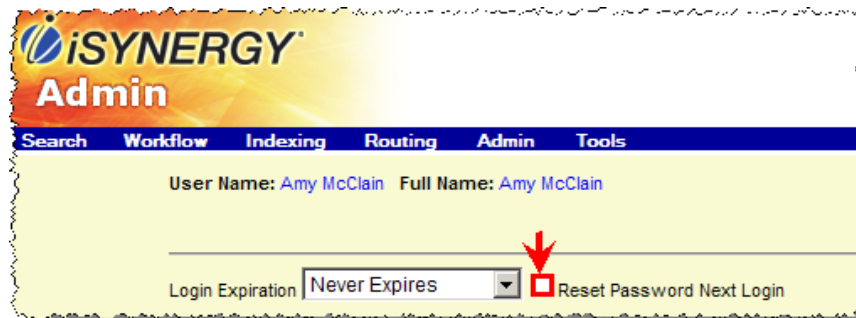 iSYNERGY
Admin
Search Workflow Indexing Routing Admin Tools
User Name: Amy McClain Full Name: Amy McClain
Login Expiration Never Expires Reset Password Next Login